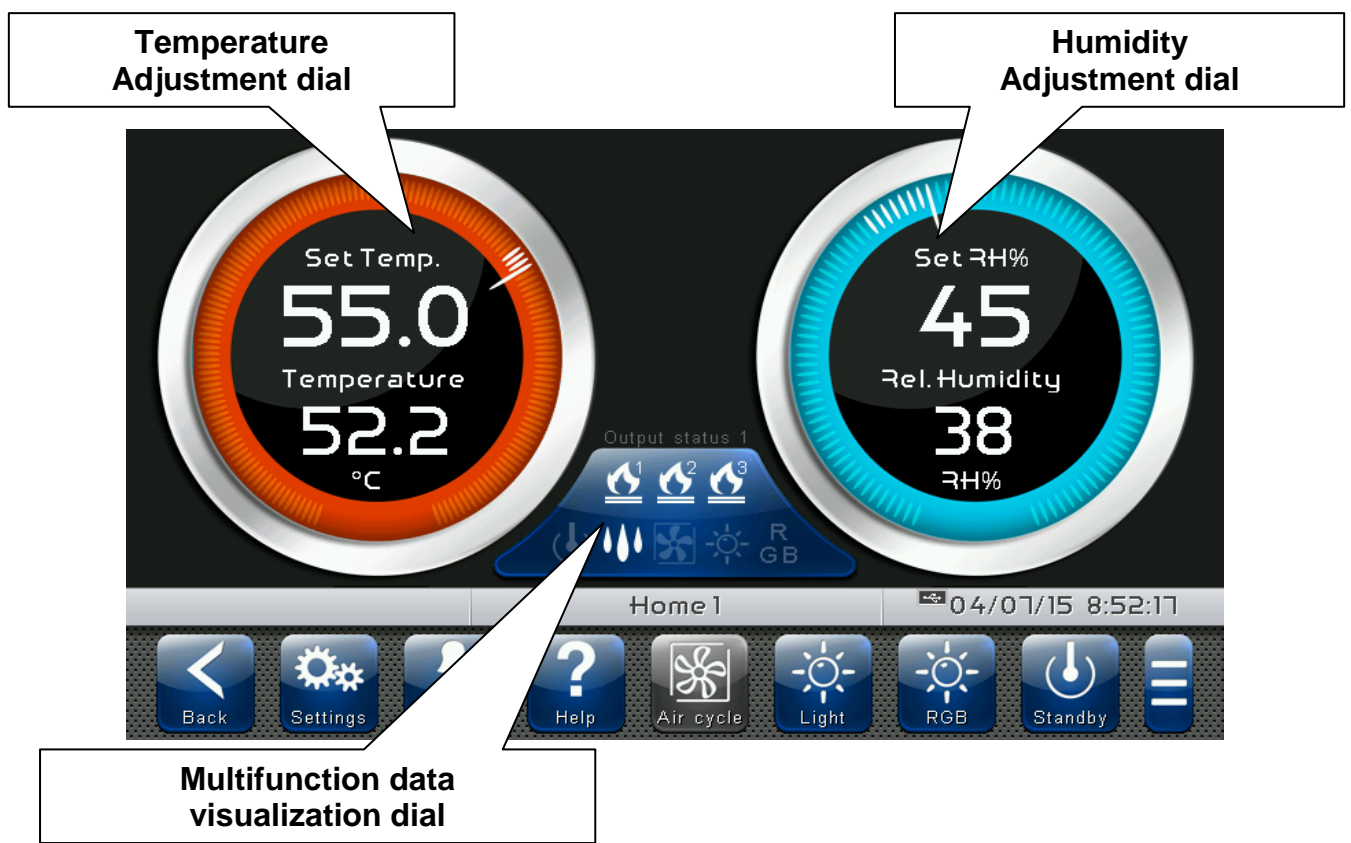 Temperature
Adjustment dial
Humidity
Adjustment dial
Set Temp.
55.0
Temperature
52.2
°C
Set RH%
45
Rel. Humidity
38
RH%
Output status 1
1 2 3
R
GB
Home 1
04/07/15 8:52:17
Back
Settings
Help
Air cycle
Light
RGB
Standby
Multifunction data
visualization dial